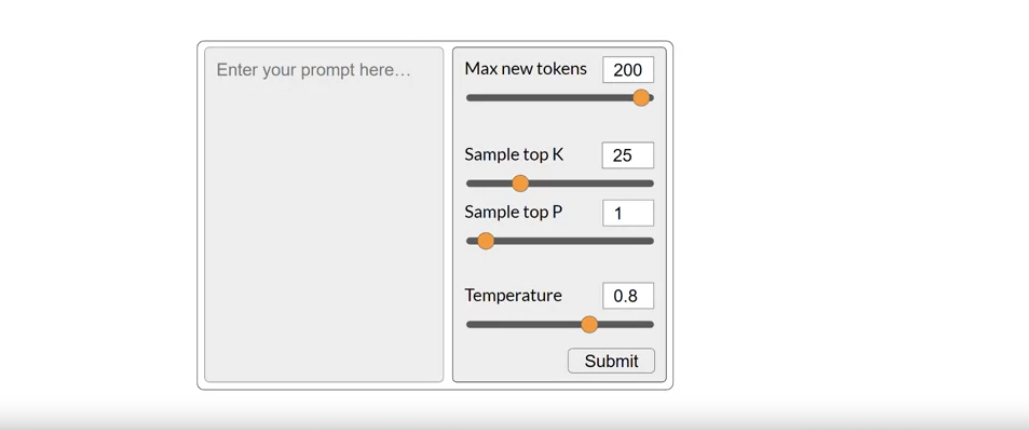 Enter your prompt here...
Max new tokens 200
Sample top K 25
Sample top P 1
Temperature 0.8
Submit